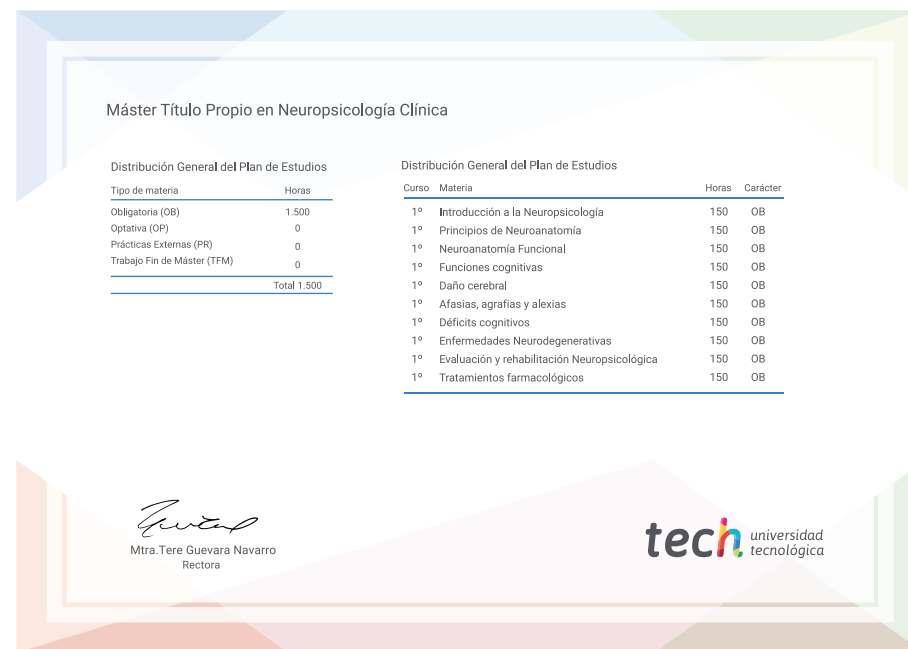 Máster Título Propio en Neuropsicología Clínica
Distribución General del Plan de Estudios
Tipo de materia Horas
Obligatoria (OB) 1.500
Optativa (OP) 0
Prácticas Externas (PR) 0
Trabajo Fin de Máster (TFM) 0
Total 1.500
Distribución General del Plan de Estudios
Curso Materia Horas Carácter
1º Introducción a la Neuropsicología 150 OB
1º Principios de Neuroanatomía 150 OB
1º Neuroanatomía Funcional 150 OB
1º Funciones cognitivas 150 OB
1º Daño cerebral 150 OB
1º Afasias, agrafias y alexias 150 OB
1º Déficits cognitivos 150 OB
1º Enfermedades Neurodegenerativas 150 OB
1º Evaluación y rehabilitación Neuropsicológica 150 OB
1º Tratamientos farmacológicos 150 OB
Mtra.Tere Guevara Navarro
Rectora
tech universidad
tecnológica